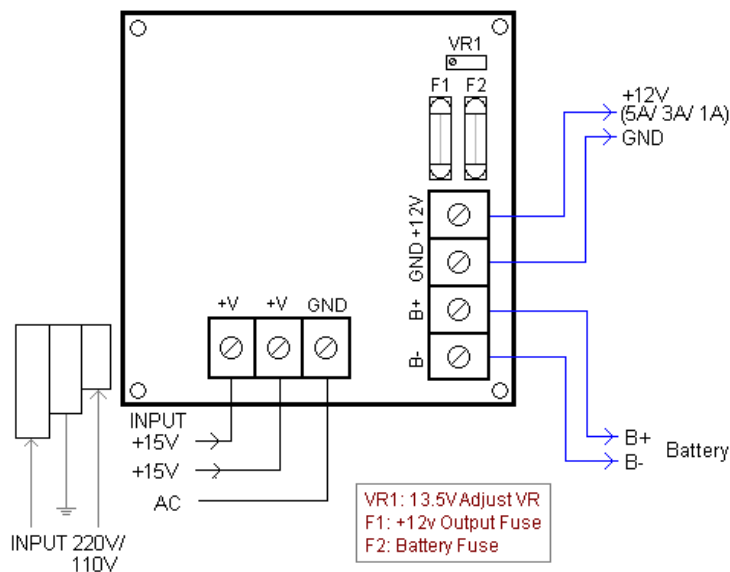 VR1
F1 F2
+12V
(5A/ 3A/ 1A)
GND
+12V
GND
B+
B-
+V +V GND
INPUT
+15V
+15V
AC
INPUT 220V/
110V
B+
B-
Battery
VR1: 13.5V Adjust VR
F1: +12v Output Fuse
F2: Battery Fuse